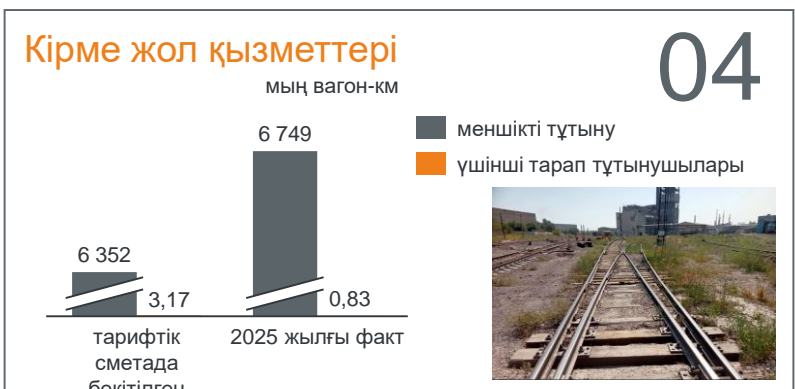 Кірме жол қызметтері
04
мың вагон-км
6 749
меншікті тұтыну
үшінші тарап тұтынушылары
6 352
3,17
0,83
тарифтік
сметада
бекітілген
2025 жылғы факт